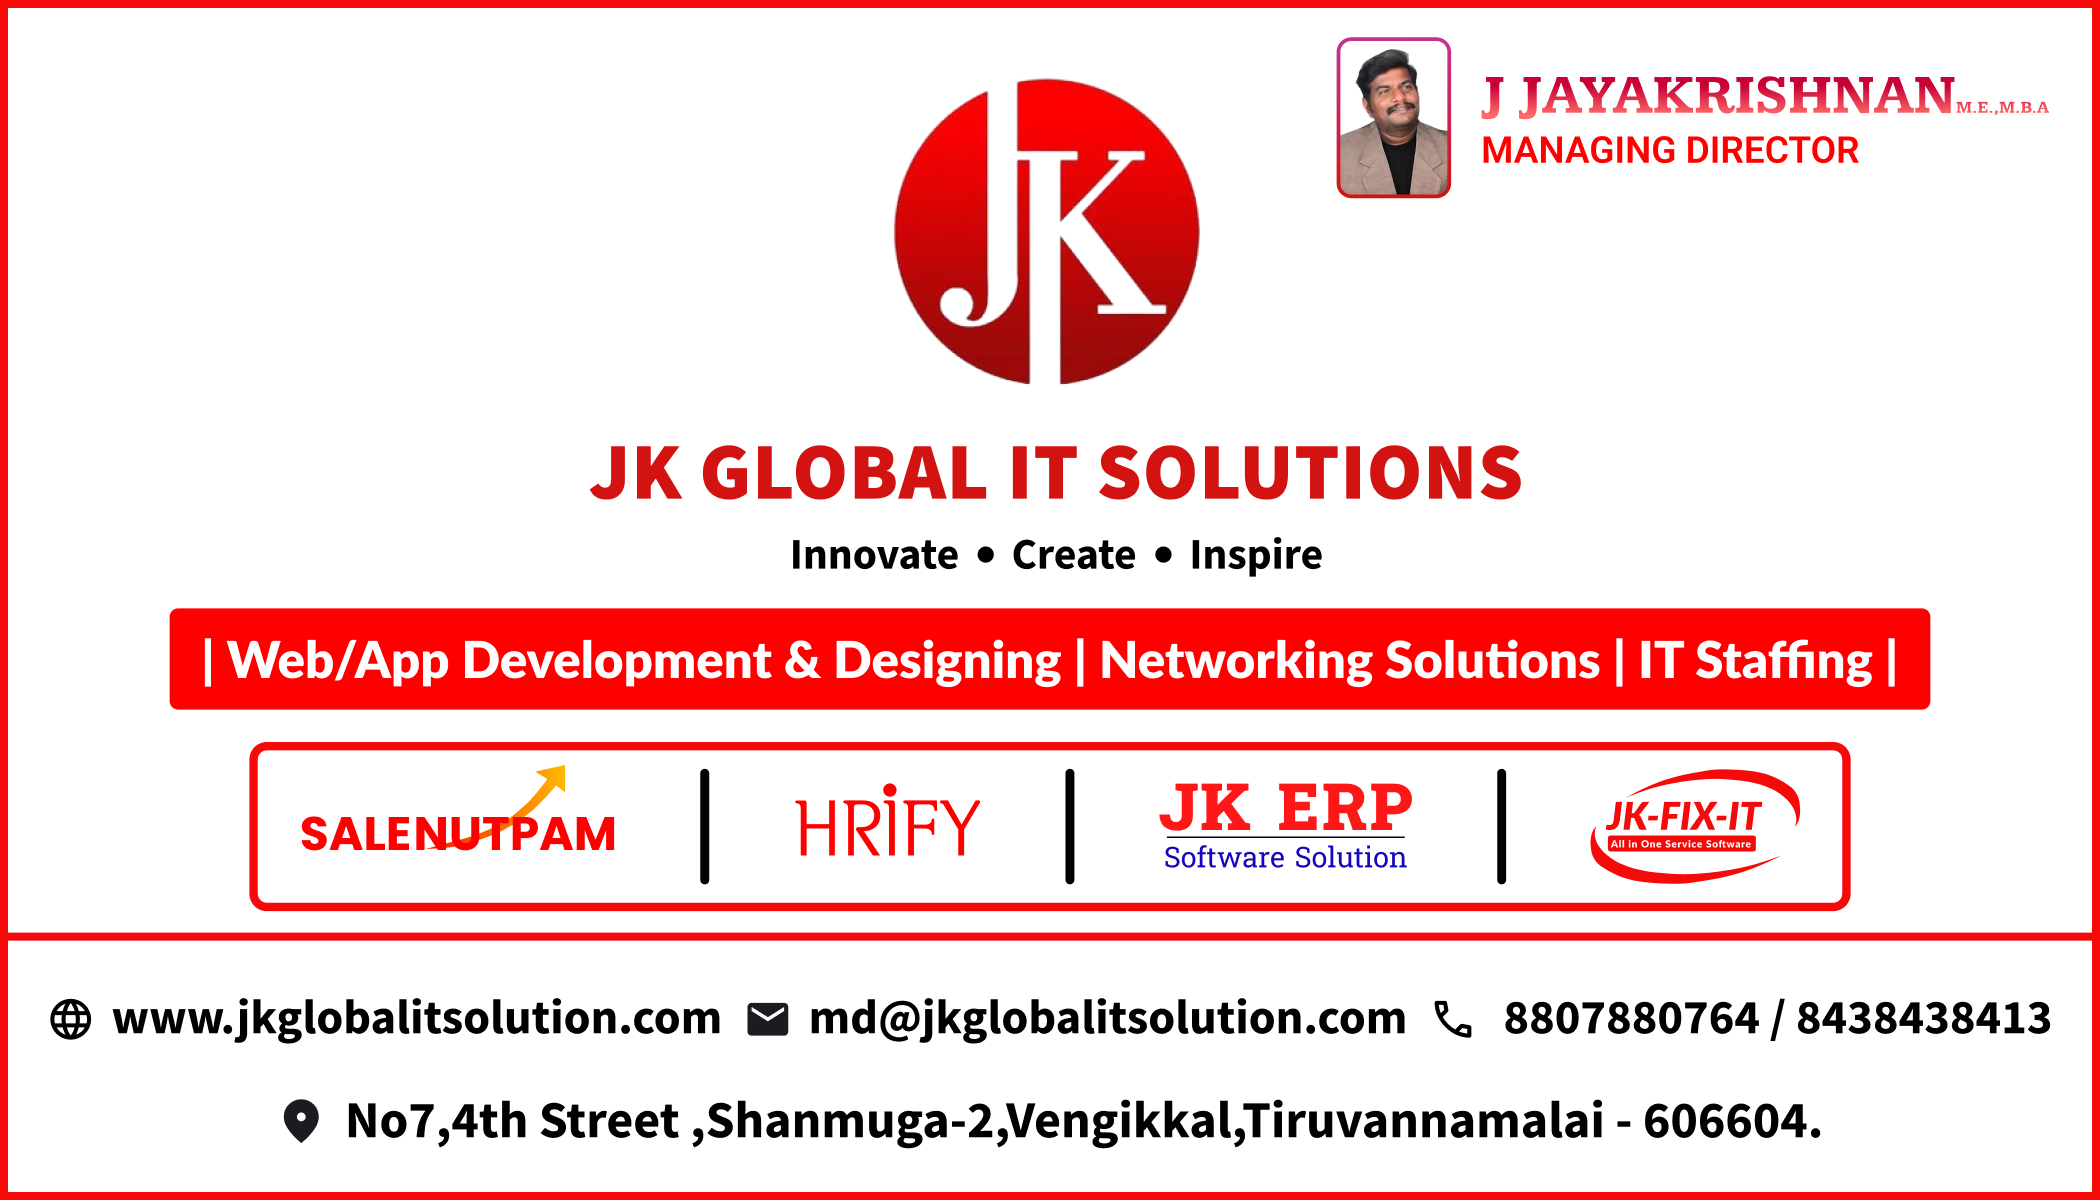 JK
J JAYAKRISHNAN M.E.,M.B.A
MANAGING DIRECTOR
JK GLOBAL IT SOLUTIONS
Innovate • Create • Inspire
| Web/App Development & Designing | Networking Solutions | IT Staffing |
SALENUTPAM
HRiFY
JK ERP
Software Solution
JK-FIX-IT
All in One Service Software
www.jkglobalitsolution.com md@jkglobalitsolution.com 8807880764 / 8438438413
No7,4th Street ,Shanmuga-2,Vengikkal,Tiruvannamalai - 606604.